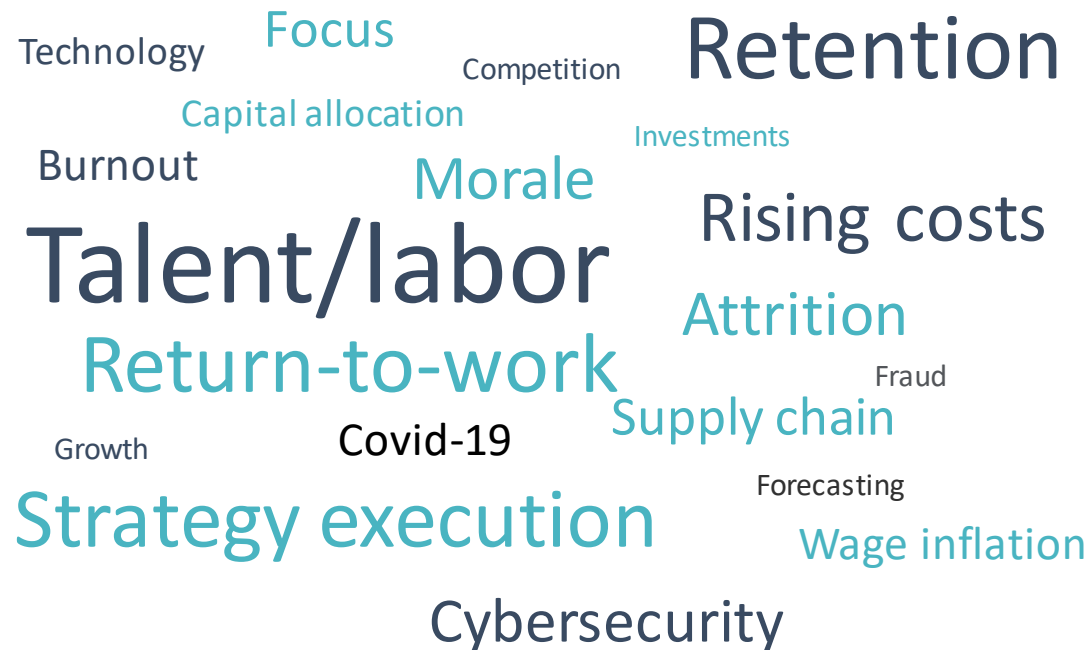 Focus
Retention
Technology
Competition
Capital allocation
Investments
Burnout
Morale
Rising costs
Talent/labor
Attrition
Return-to-work
Fraud
Supply chain
Covid-19
Growth
Forecasting
Strategy execution
Wage inflation
Cybersecurity